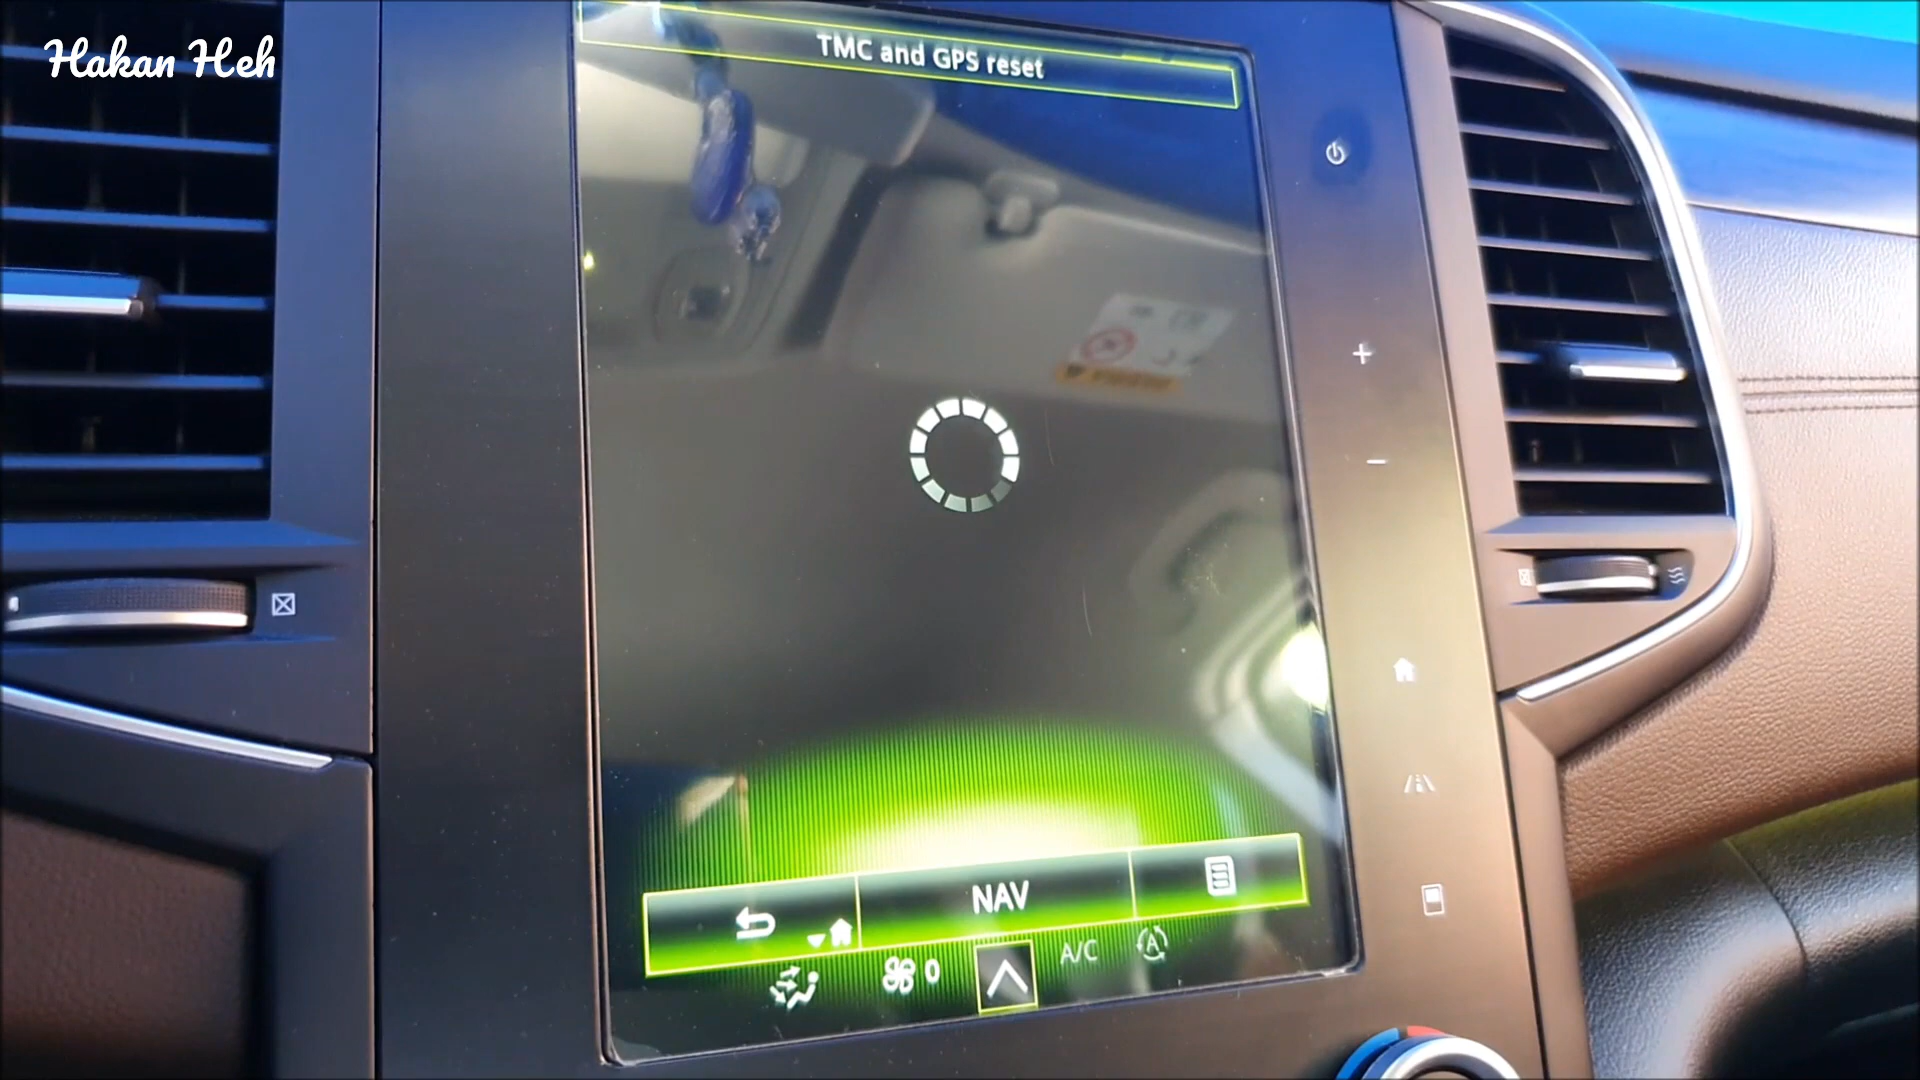 Hakan Heh
TMC and GPS reset
NAV
0
A/C
A